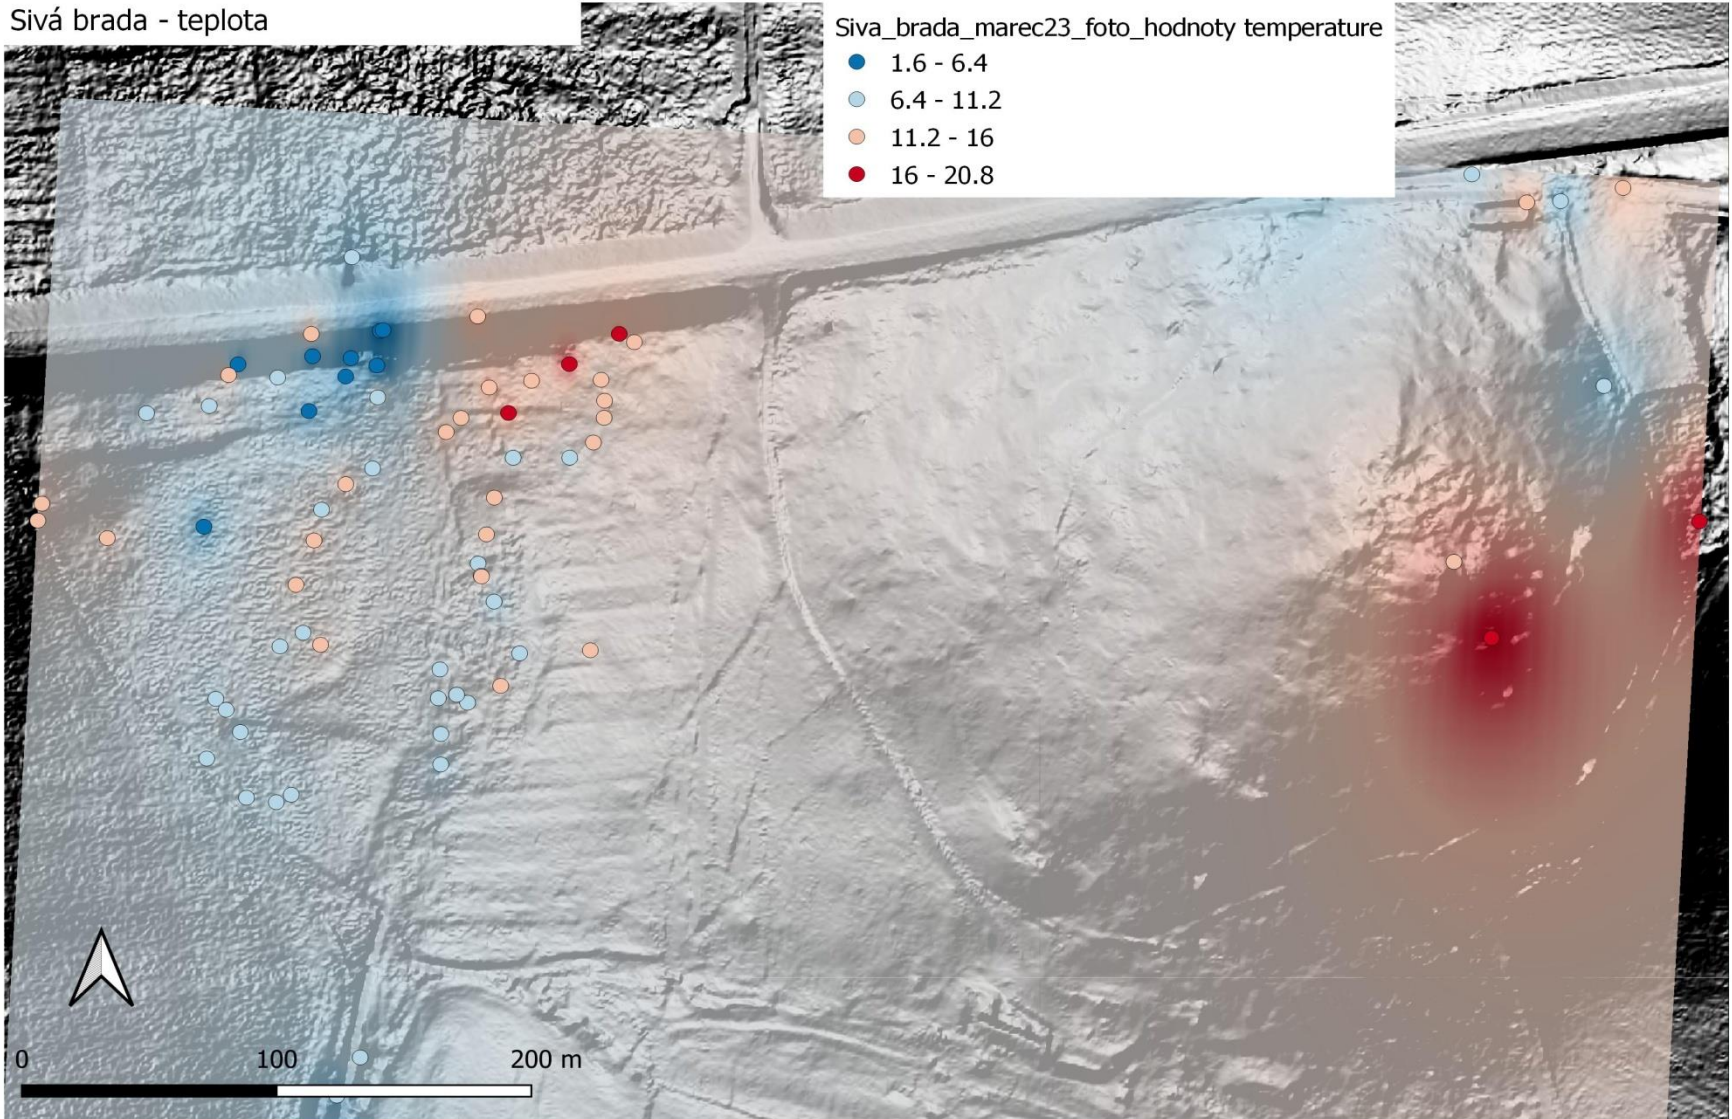 Sivá brada - teplota
Siva_brada_marec23_foto_hodnoty temperature
1.6 - 6.4
6.4 - 11.2
11.2 - 16
16 - 20.8
0 100 200 m